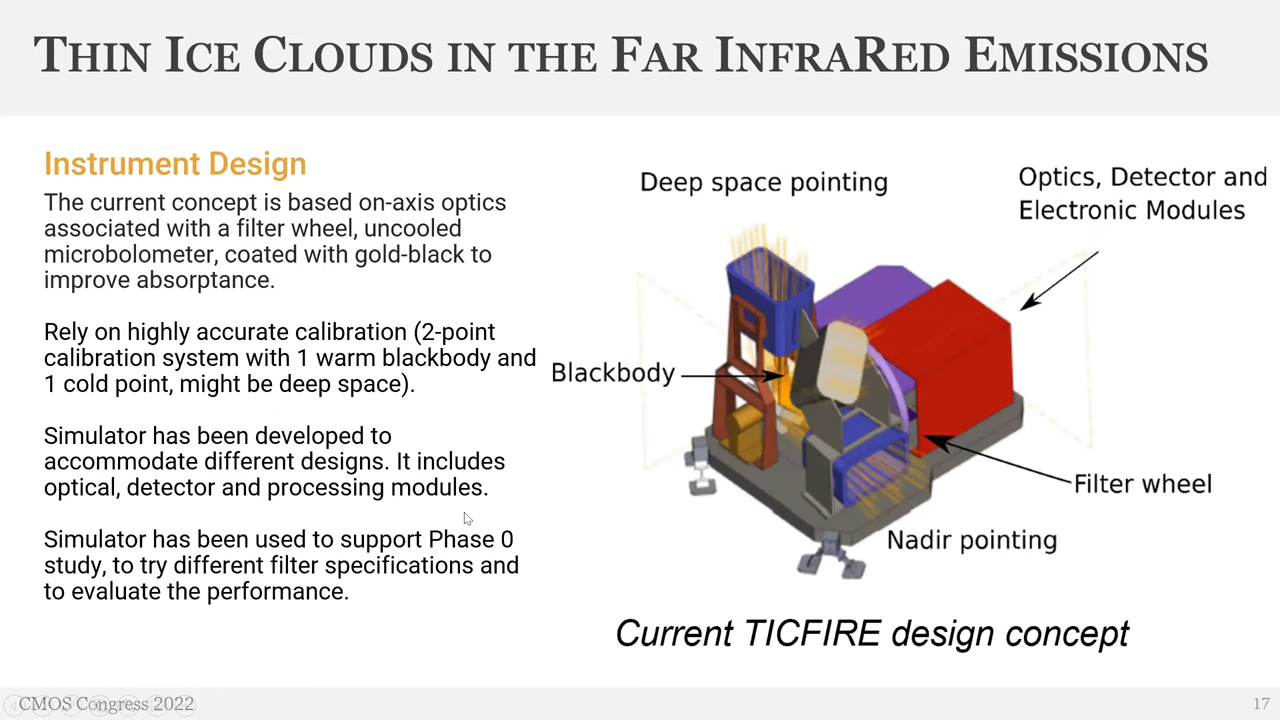 THIN ICE CLOUDS IN THE FAR INFRARED EMISSIONS
Instrument Design
The current concept is based on-axis optics
associated with a filter wheel, uncooled
microbolometer, coated with gold-black to
improve absorptance.
Rely on highly accurate calibration (2-point
calibration system with 1 warm blackbody and
1 cold point, might be deep space).
Simulator has been developed to
accommodate different designs. It includes
optical, detector and processing modules.
Simulator has been used to support Phase 0
study, to try different filter specifications and
to evaluate the performance.
Deep space pointing
Optics, Detector and
Electronic Modules
Blackbody
Filter wheel
Nadir pointing
Current TICFIRE design concept
CMOS Congress 2022
17